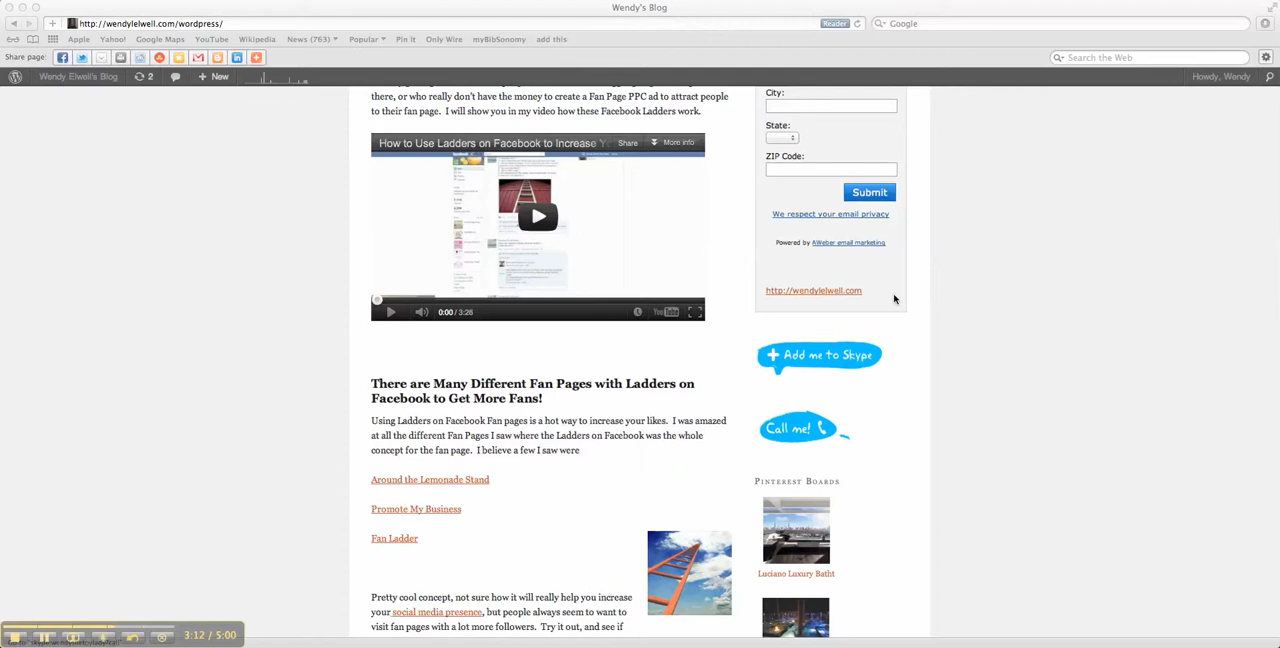 Wendy's Blog
http://wendylelwell.com/wordpress/
Reader
Google
Apple Yahoo! Google Maps YouTube Wikipedia News (763) Popular Pin It Only Wire myBibSonomy add this
Share page:
Search the Web
Wendy Elwell's Blog 2 New
Howdy, Wendy
there, or who really don't have the money to create a Fan Page PPC ad to attract people
to their fan page. I will show you in my video how these Facebook Ladders work.
How to Use Ladders on Facebook to Increase Y Share More info
0:00 / 3:26 YouTube
There are Many Different Fan Pages with Ladders on
Facebook to Get More Fans!
Using Ladders on Facebook Fan pages is a hot way to increase your likes. I was amazed
at all the different Fan Pages I saw where the Ladders on Facebook was the whole
concept for the fan page. I believe a few I saw were
Around the Lemonade Stand
Promote My Business
Fan Ladder
Pretty cool concept, not sure how it will really help you increase
your social media presence, but people always seem to want to
visit fan pages with a lot more followers. Try it out, and see if
City:
State:
ZIP Code:
Submit
We respect your email privacy
Powered by AWeber email marketing
http://wendylelwell.com
Add me to Skype
Call me!
Pinterest Boards
Luciano Luxury Batht
3:12 / 5:00